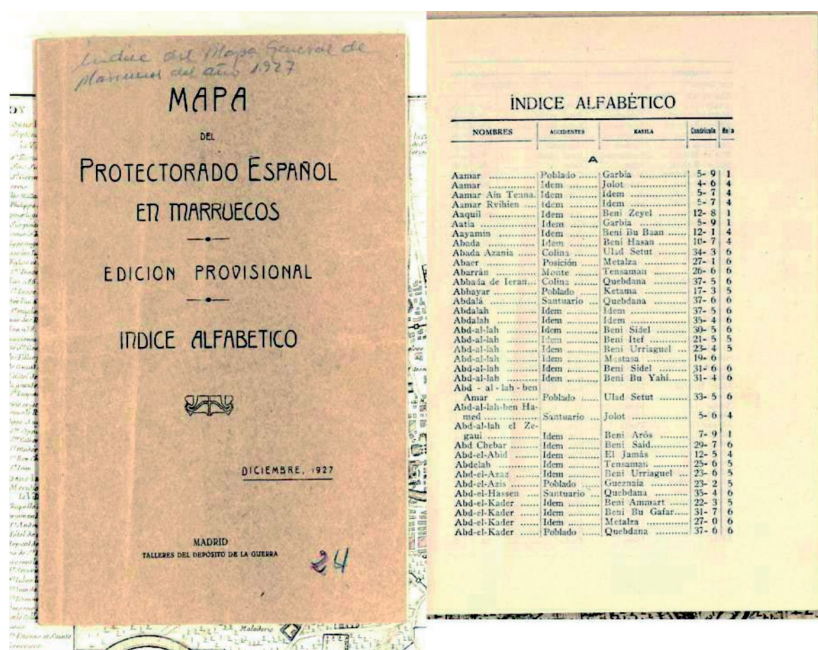 Indice del Mapa General de
Marruecos del año 1.927
MAPA
DEL
PROTECTORADO ESPAÑOL
EN MARRUECOS
EDICION PROVISIONAL
INDICE ALFABETICO
DICIEMBRE, 1927
MADRID
TALLERES DEL DEPÓSITO DE LA GUERRA
24
ÍNDICE ALFABÉTICO
NOMBRES ACCIDENTES KABILA Cuadrícula
A
Aamar Poblado Garbía 5- 9 1
Aamar Idem Jolot 4- 6 4
Aamar Ain Teana. Idem Idem 5- 7 4
Aamar Rvihien Idem Idem 5- 7 4
Aaquil Idem Beni Zeyel 12- 8 1
Aatia Idem Garbía 5- 9 1
Aayamin Idem Beni Bu Baan 12- 1 4
Abada Idem Beni Hasan 10- 7 4
Abada Azania Colina Ulad Setut 34- 3 6
Abaer Posición Metalza 27- 1 6
Abarrán Monte Tensaman 26- 6 6
Abbada de Ieran Colina Quebdana 37- 5 6
Abhayar Poblado Ketama 17- 3 5
Abdalá Santuario Quebdana 37- 6 6
Abdalah Idem Idem 37- 5 6
Abdalah Idem Idem 35- 4 6
Abd-al-lah Idem Beni Sidel 30- 5 6
Abd-al-lah Idem Beni Itef 21- 5 5
Abd-al-lah Idem Beni Urriaguel 23- 4 5
Abd-al-lah Idem Mestasa 19- 6
Abd-al-lah Idem Beni Sidel 31- 6 6
Abd-al-lah Idem Beni Bu Yahi 31- 4 6
Abd - al - lah - ben
Amar Poblado Ulad Setut 33- 5 6
Abd-al-lah-ben Ha-
med Santuario Jolot 5- 6 4
Abd-al-lah el Ze-
gaui Idem Beni Arós 7- 9 1
Abd Chebar Idem Beni Said 29- 7 6
Abd-el-Abid Idem El Jamás 12- 5 4
Abdelah Idem Tensaman 25- 6 5
Abd-el-Azaz Idem Beni Urriaguel 23- 6 5
Abd-el-Azis Poblado Gueznaia 23- 2 5
Abd-el-Hassen Santuario Quebdana 35- 4 6
Abd-el-Kader Idem Beni Ammart 22- 3 5
Abd-el-Kader Idem Beni Bu Gafar 31- 7 6
Abd-el-Kader Idem Metalza 27- 0 6
Abd-el-Kader Poblado Quebdana 37- 6 6